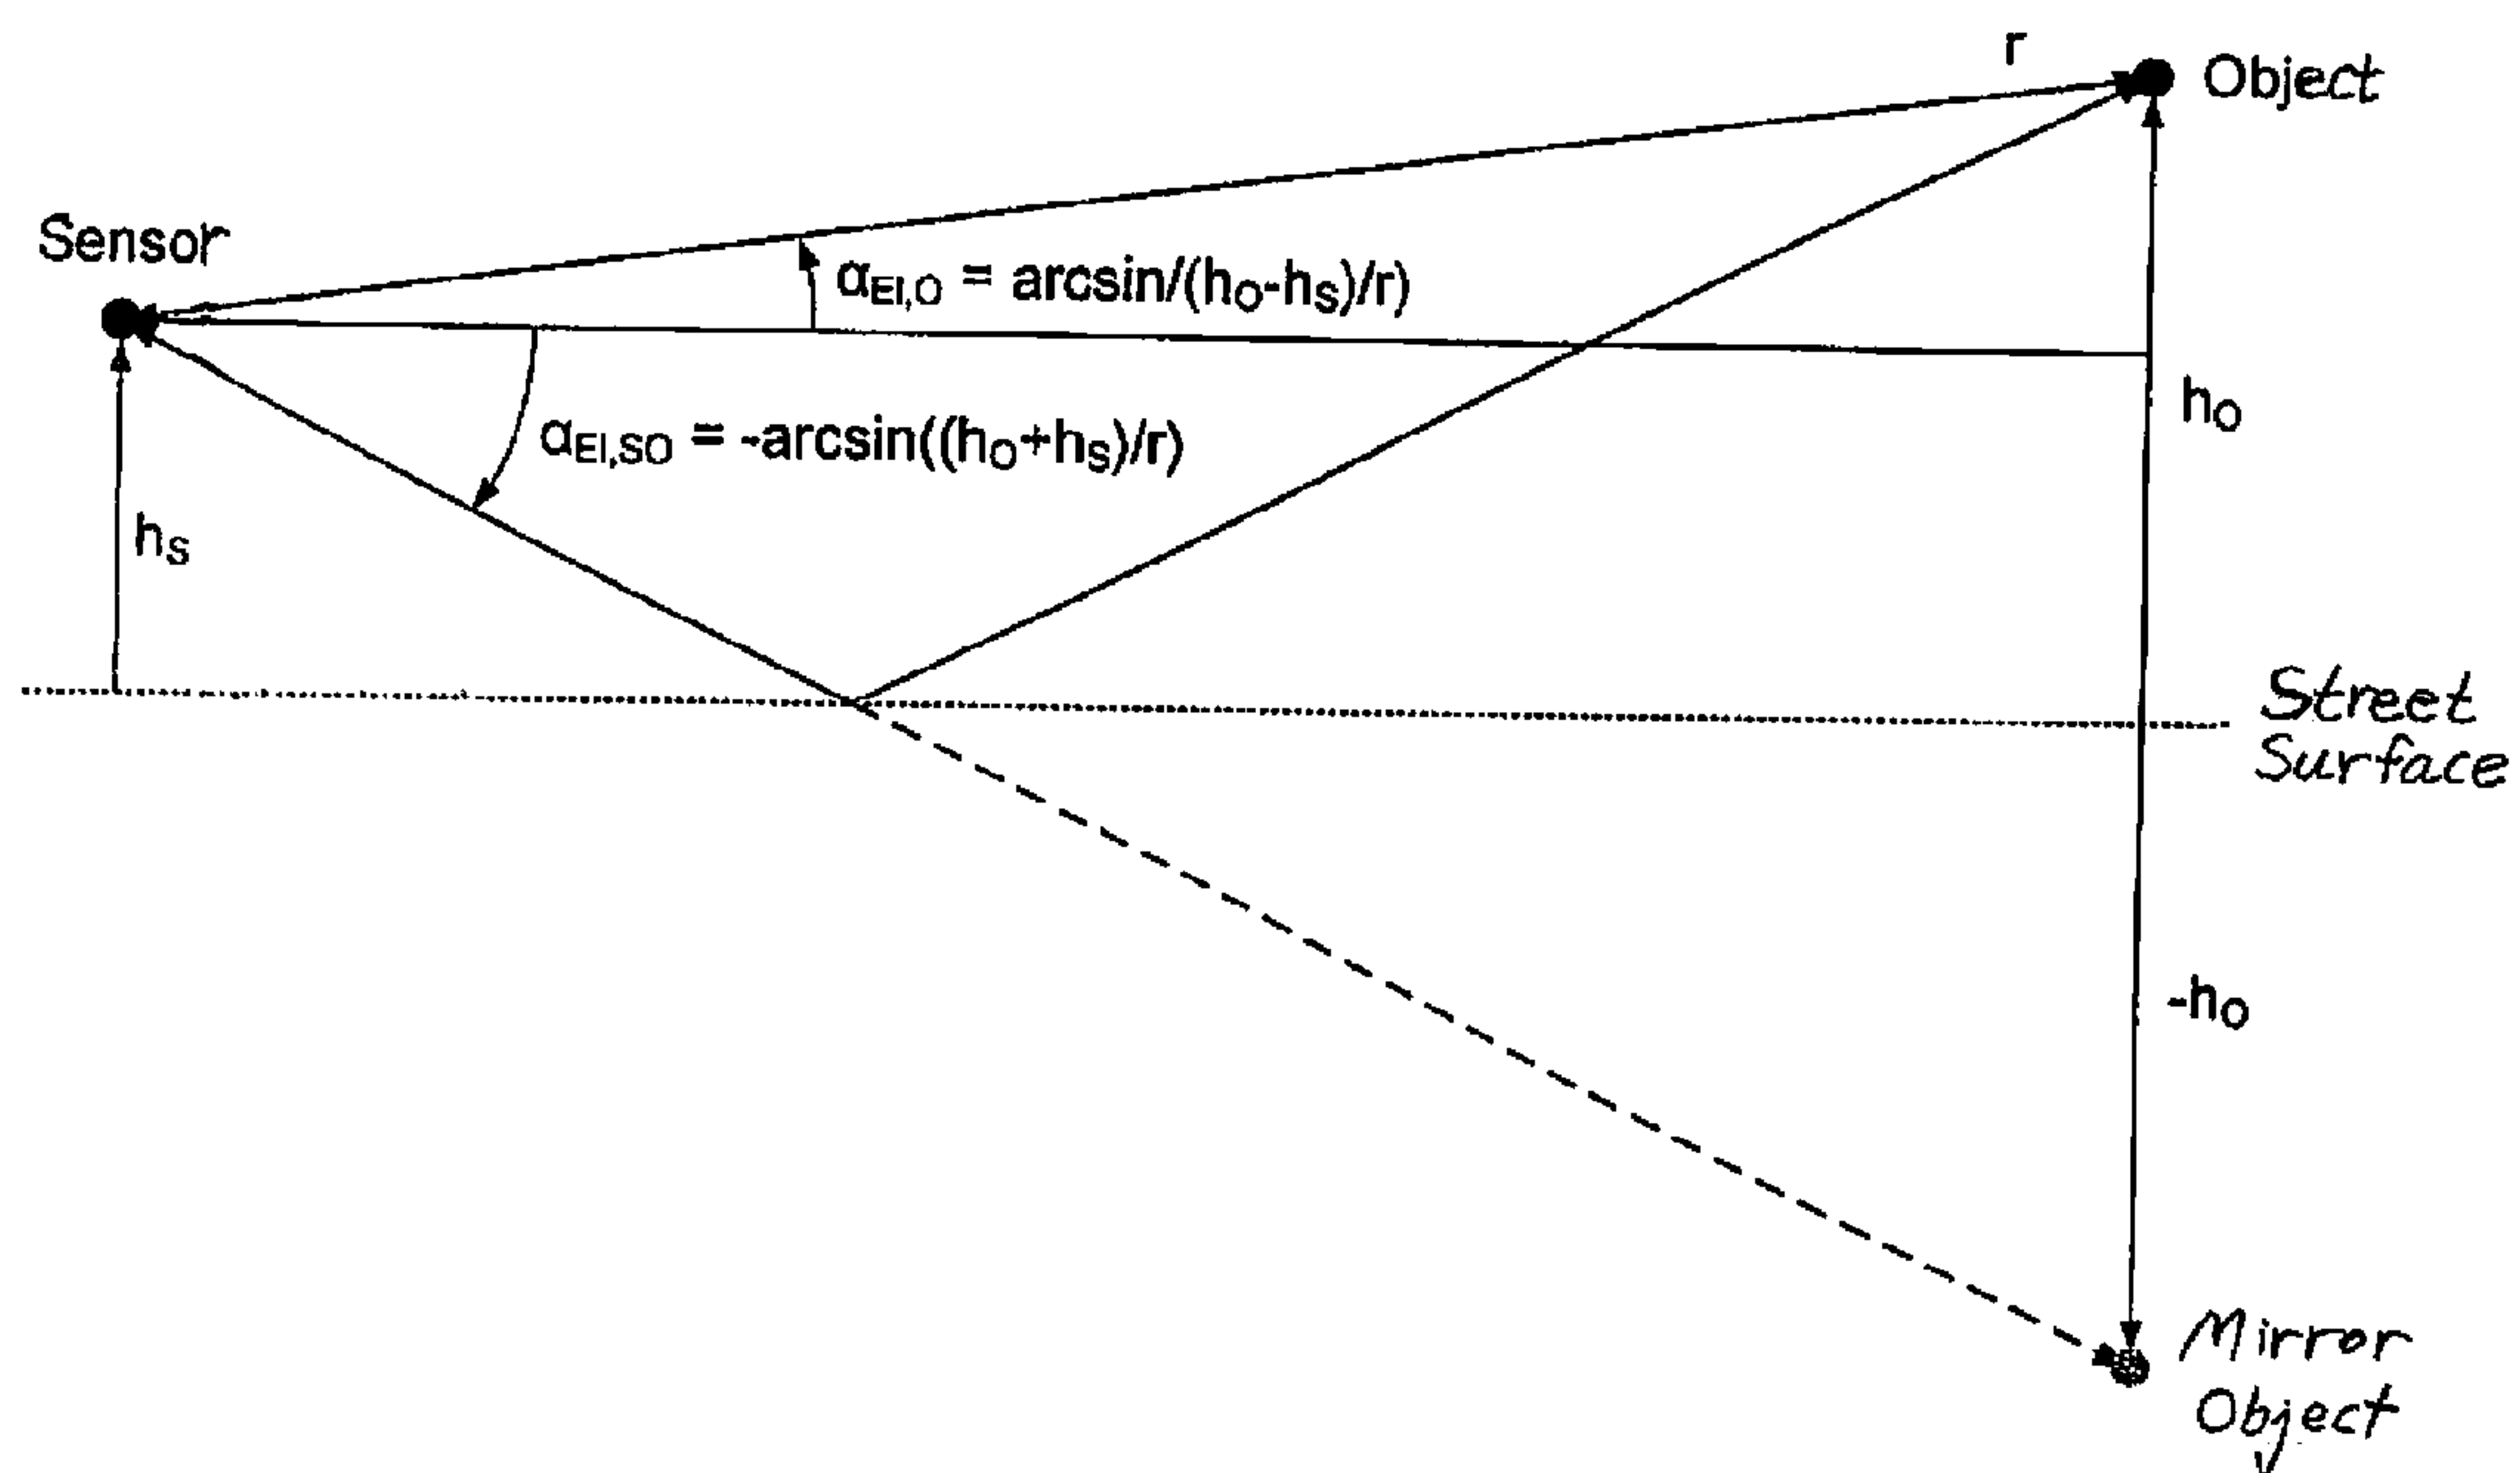 r
Object
Sensor
αEl,O = arcsin/(hO-hS)/r)
hO
αEl,SO = -arcsin((hO+hS)/r)
hS
Street
Surface
-hO
Mirror
Object